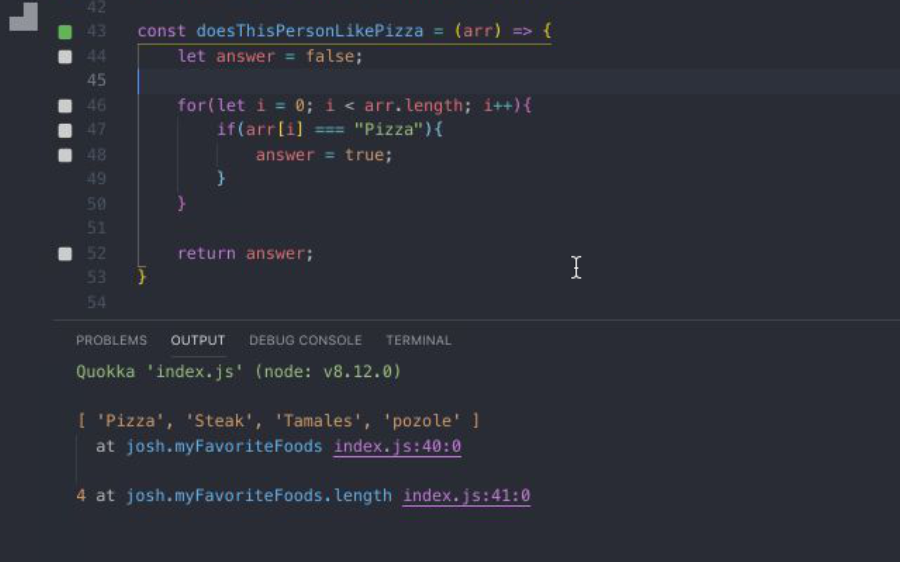 42
43 const doesThisPersonLikePizza = (arr) => {
44 let answer = false;
45
46 for(let i = 0; i < arr.length; i++){
47 if(arr[i] === "Pizza"){
48 answer = true;
49 }
50 }
51
52 return answer;
53 }
54
PROBLEMS OUTPUT DEBUG CONSOLE TERMINAL
Quokka 'index.js' (node: v8.12.0)
[ 'Pizza', 'Steak', 'Tamales', 'pozole' ]
at josh.myFavoriteFoods index.js:40:0
4 at josh.myFavoriteFoods.length index.js:41:0